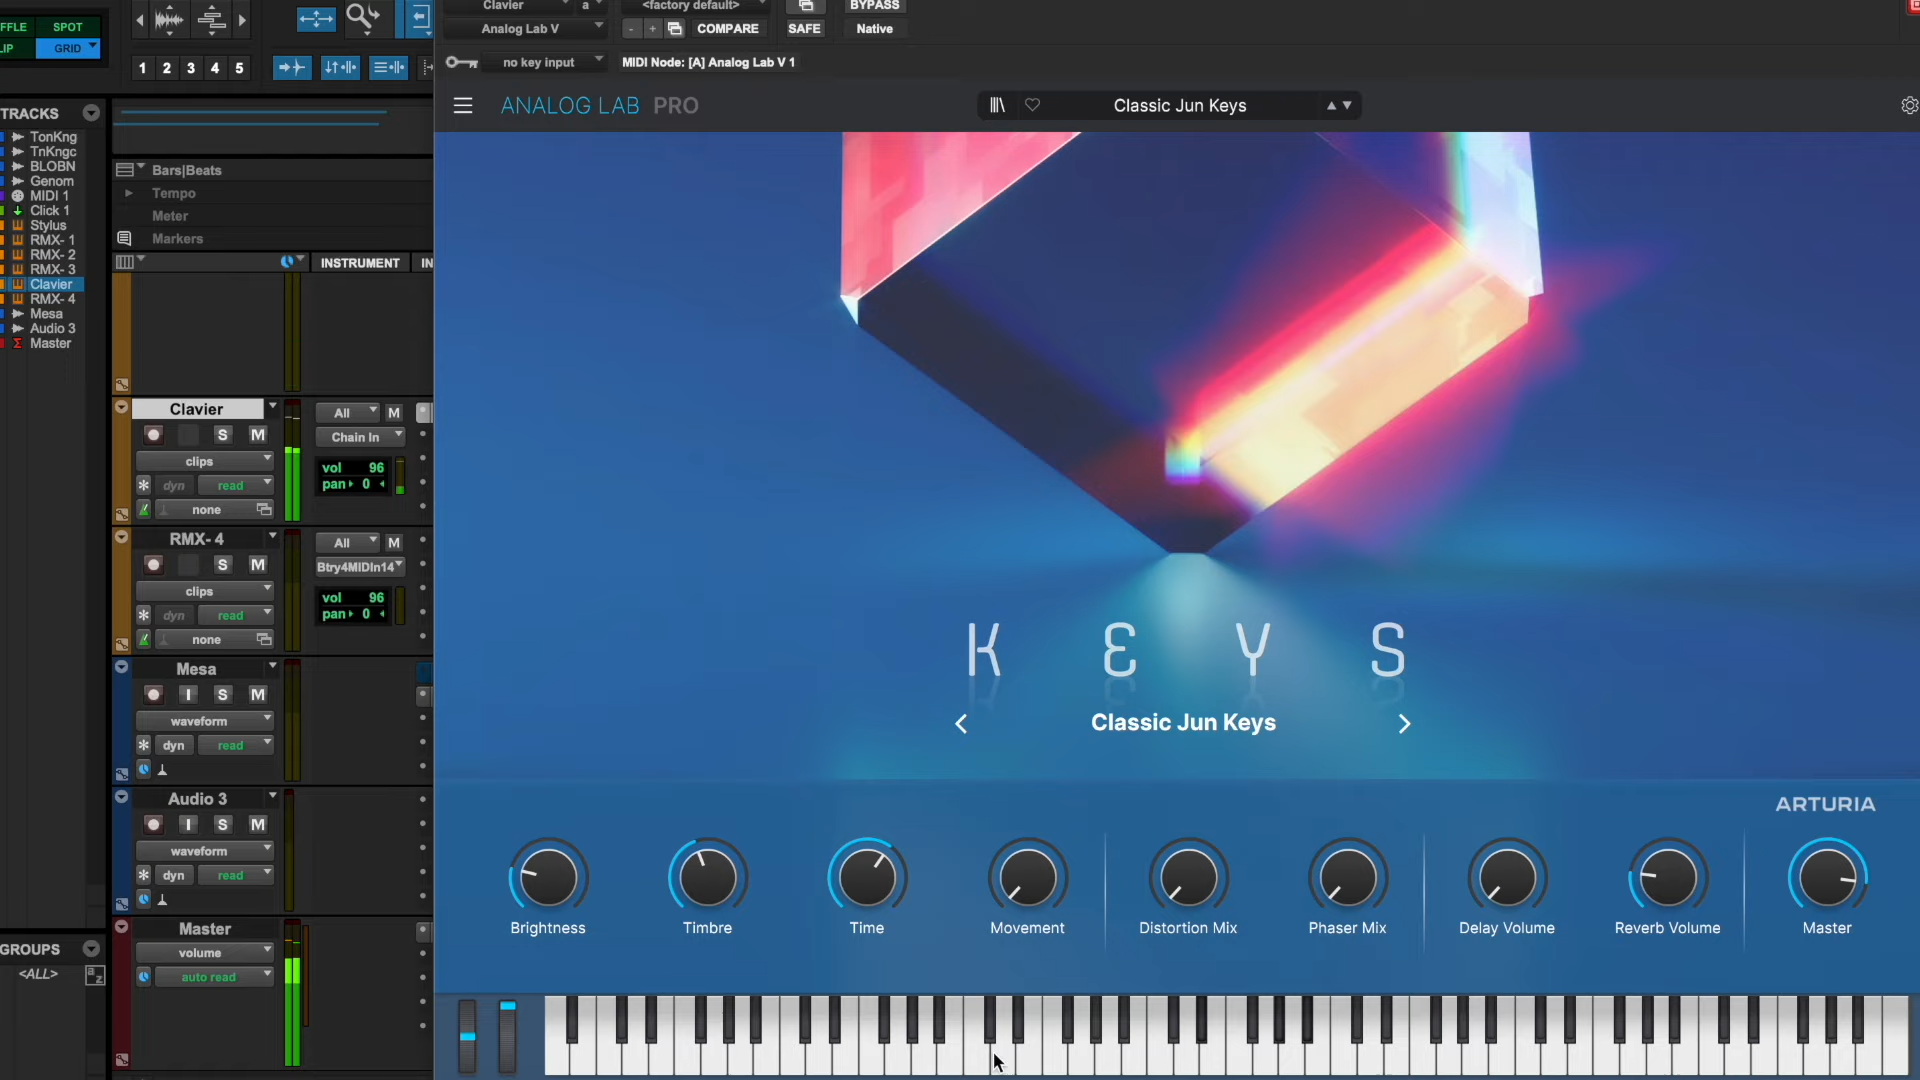 FFLE SPOT
LIP GRID
1 2 3 4 5
Clavier a <factory default> BYPASS
Analog Lab V - + COMPARE SAFE Native
no key input MIDI Node: [A] Analog Lab V 1
ANALOG LAB PRO
Classic Jun Keys
TRACKS
TonKng
TnKngc
BLOBN
Genom
MIDI 1
Click 1
Stylus
RMX- 1
RMX- 2
RMX- 3
Clavier
RMX- 4
Mesa
Audio 3
Master
Bars|Beats
Tempo
Meter
Markers
INSTRUMENT IN
Clavier
All M
S M
Chain In
clips
vol 96
pan 0
dyn read
none
RMX- 4
All M
S M
Btry4MIDIn14
clips
vol 96
pan 0
dyn read
none
Mesa
I S M
waveform
dyn read
Audio 3
I S M
waveform
dyn read
Master
volume
auto read
GROUPS
<ALL>
a z
KEYS
Classic Jun Keys
ARTURIA
Brightness Timbre Time Movement Distortion Mix Phaser Mix Delay Volume Reverb Volume Master